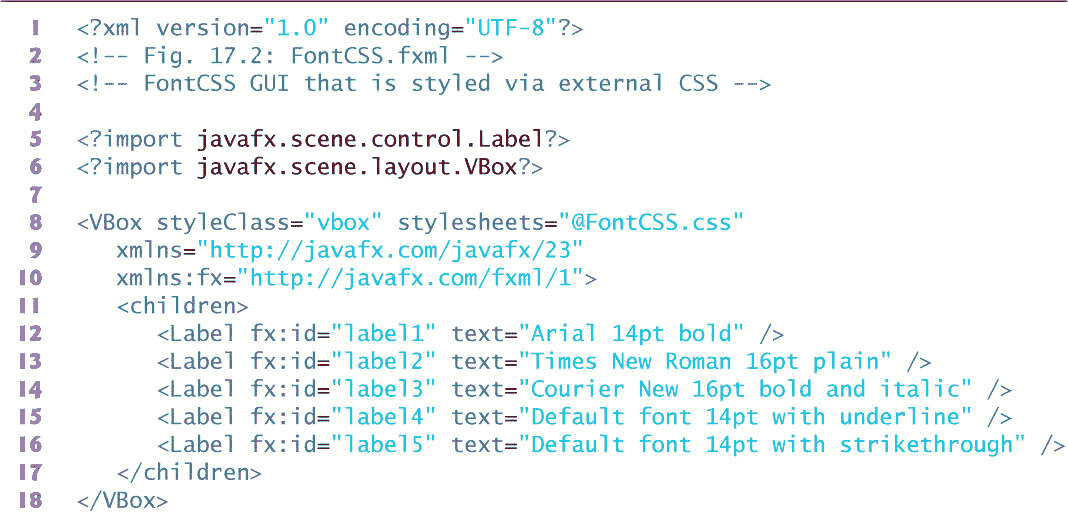 1 <?xml version="1.0" encoding="UTF-8"?>
2 <!-- Fig. 17.2: FontCSS.fxml -->
3 <!-- FontCSS GUI that is styled via external CSS -->
4
5 <?import javafx.scene.control.Label?>
6 <?import javafx.scene.layout.VBox?>
7
8 <VBox styleClass="vbox" stylesheets="@FontCSS.css"
9    xmlns="http://javafx.com/javafx/23"
10    xmlns:fx="http://javafx.com/fxml/1">
11    <children>
12       <Label fx:id="label1" text="Arial 14pt bold" />
13       <Label fx:id="label2" text="Times New Roman 16pt plain" />
14       <Label fx:id="label3" text="Courier New 16pt bold and italic" />
15       <Label fx:id="label4" text="Default font 14pt with underline" />
16       <Label fx:id="label5" text="Default font 14pt with strikethrough" />
17    </children>
18 </VBox>